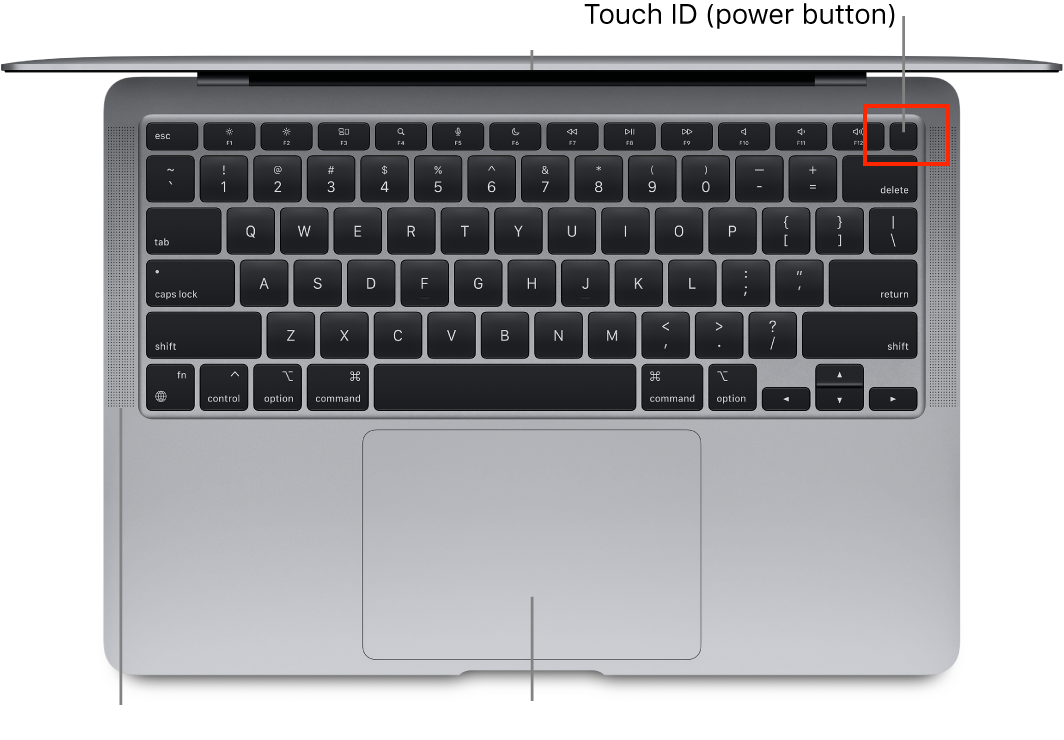 Touch ID (power button)
esc F1 F2 F3 F4 F5 F6 F7 F8 F9 F10 F11 F12
~ ! @ # $ % ^ & * ( ) — +
` 1 2 3 4 5 6 7 8 9 0 - = delete
tab Q W E R T Y U I O P { [ } ] | \
caps lock A S D F G H J K L : ; " ' return
shift Z X C V B N M < , > . ? / shift
fn ^ ⌥ ⌘ ⌘ ⌥ ▲
control option command command option ◄ ▼ ►